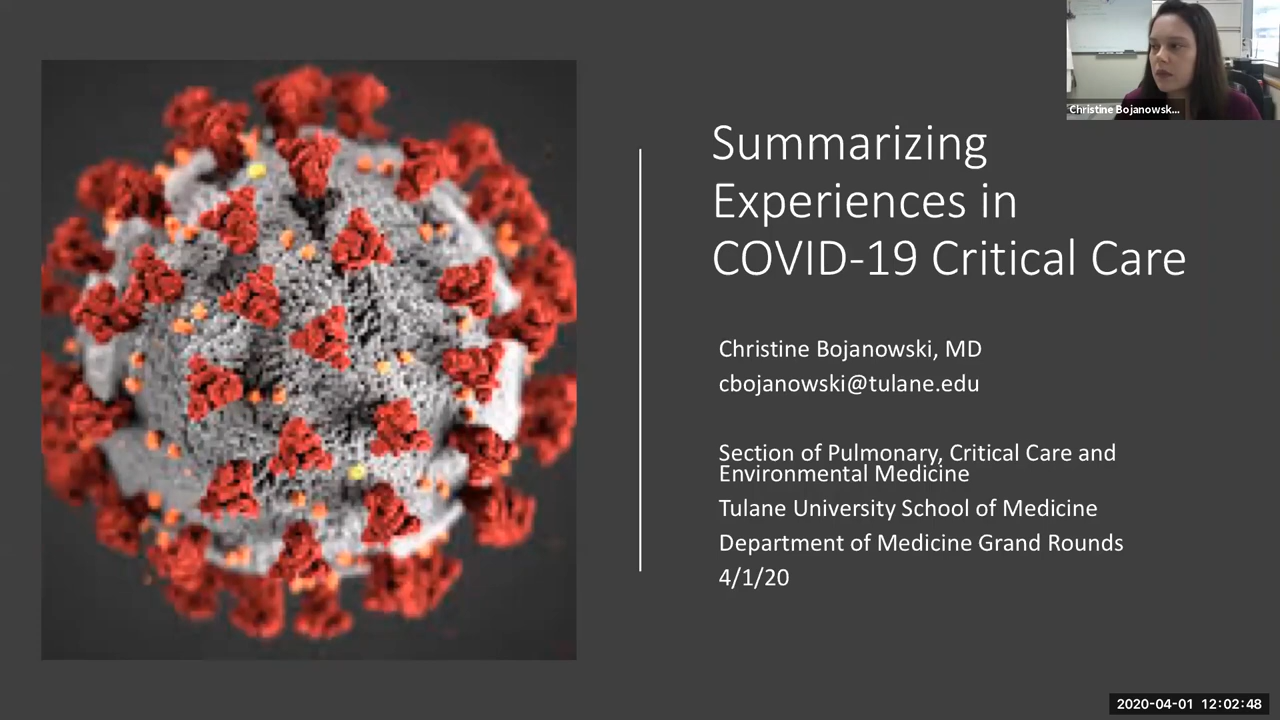 Christine Bojanowsk...
Summarizing
Experiences in
COVID-19 Critical Care
Christine Bojanowski, MD
cbojanowski@tulane.edu
Section of Pulmonary, Critical Care and
Environmental Medicine
Tulane University School of Medicine
Department of Medicine Grand Rounds
4/1/20
2020-04-01 12:02:48